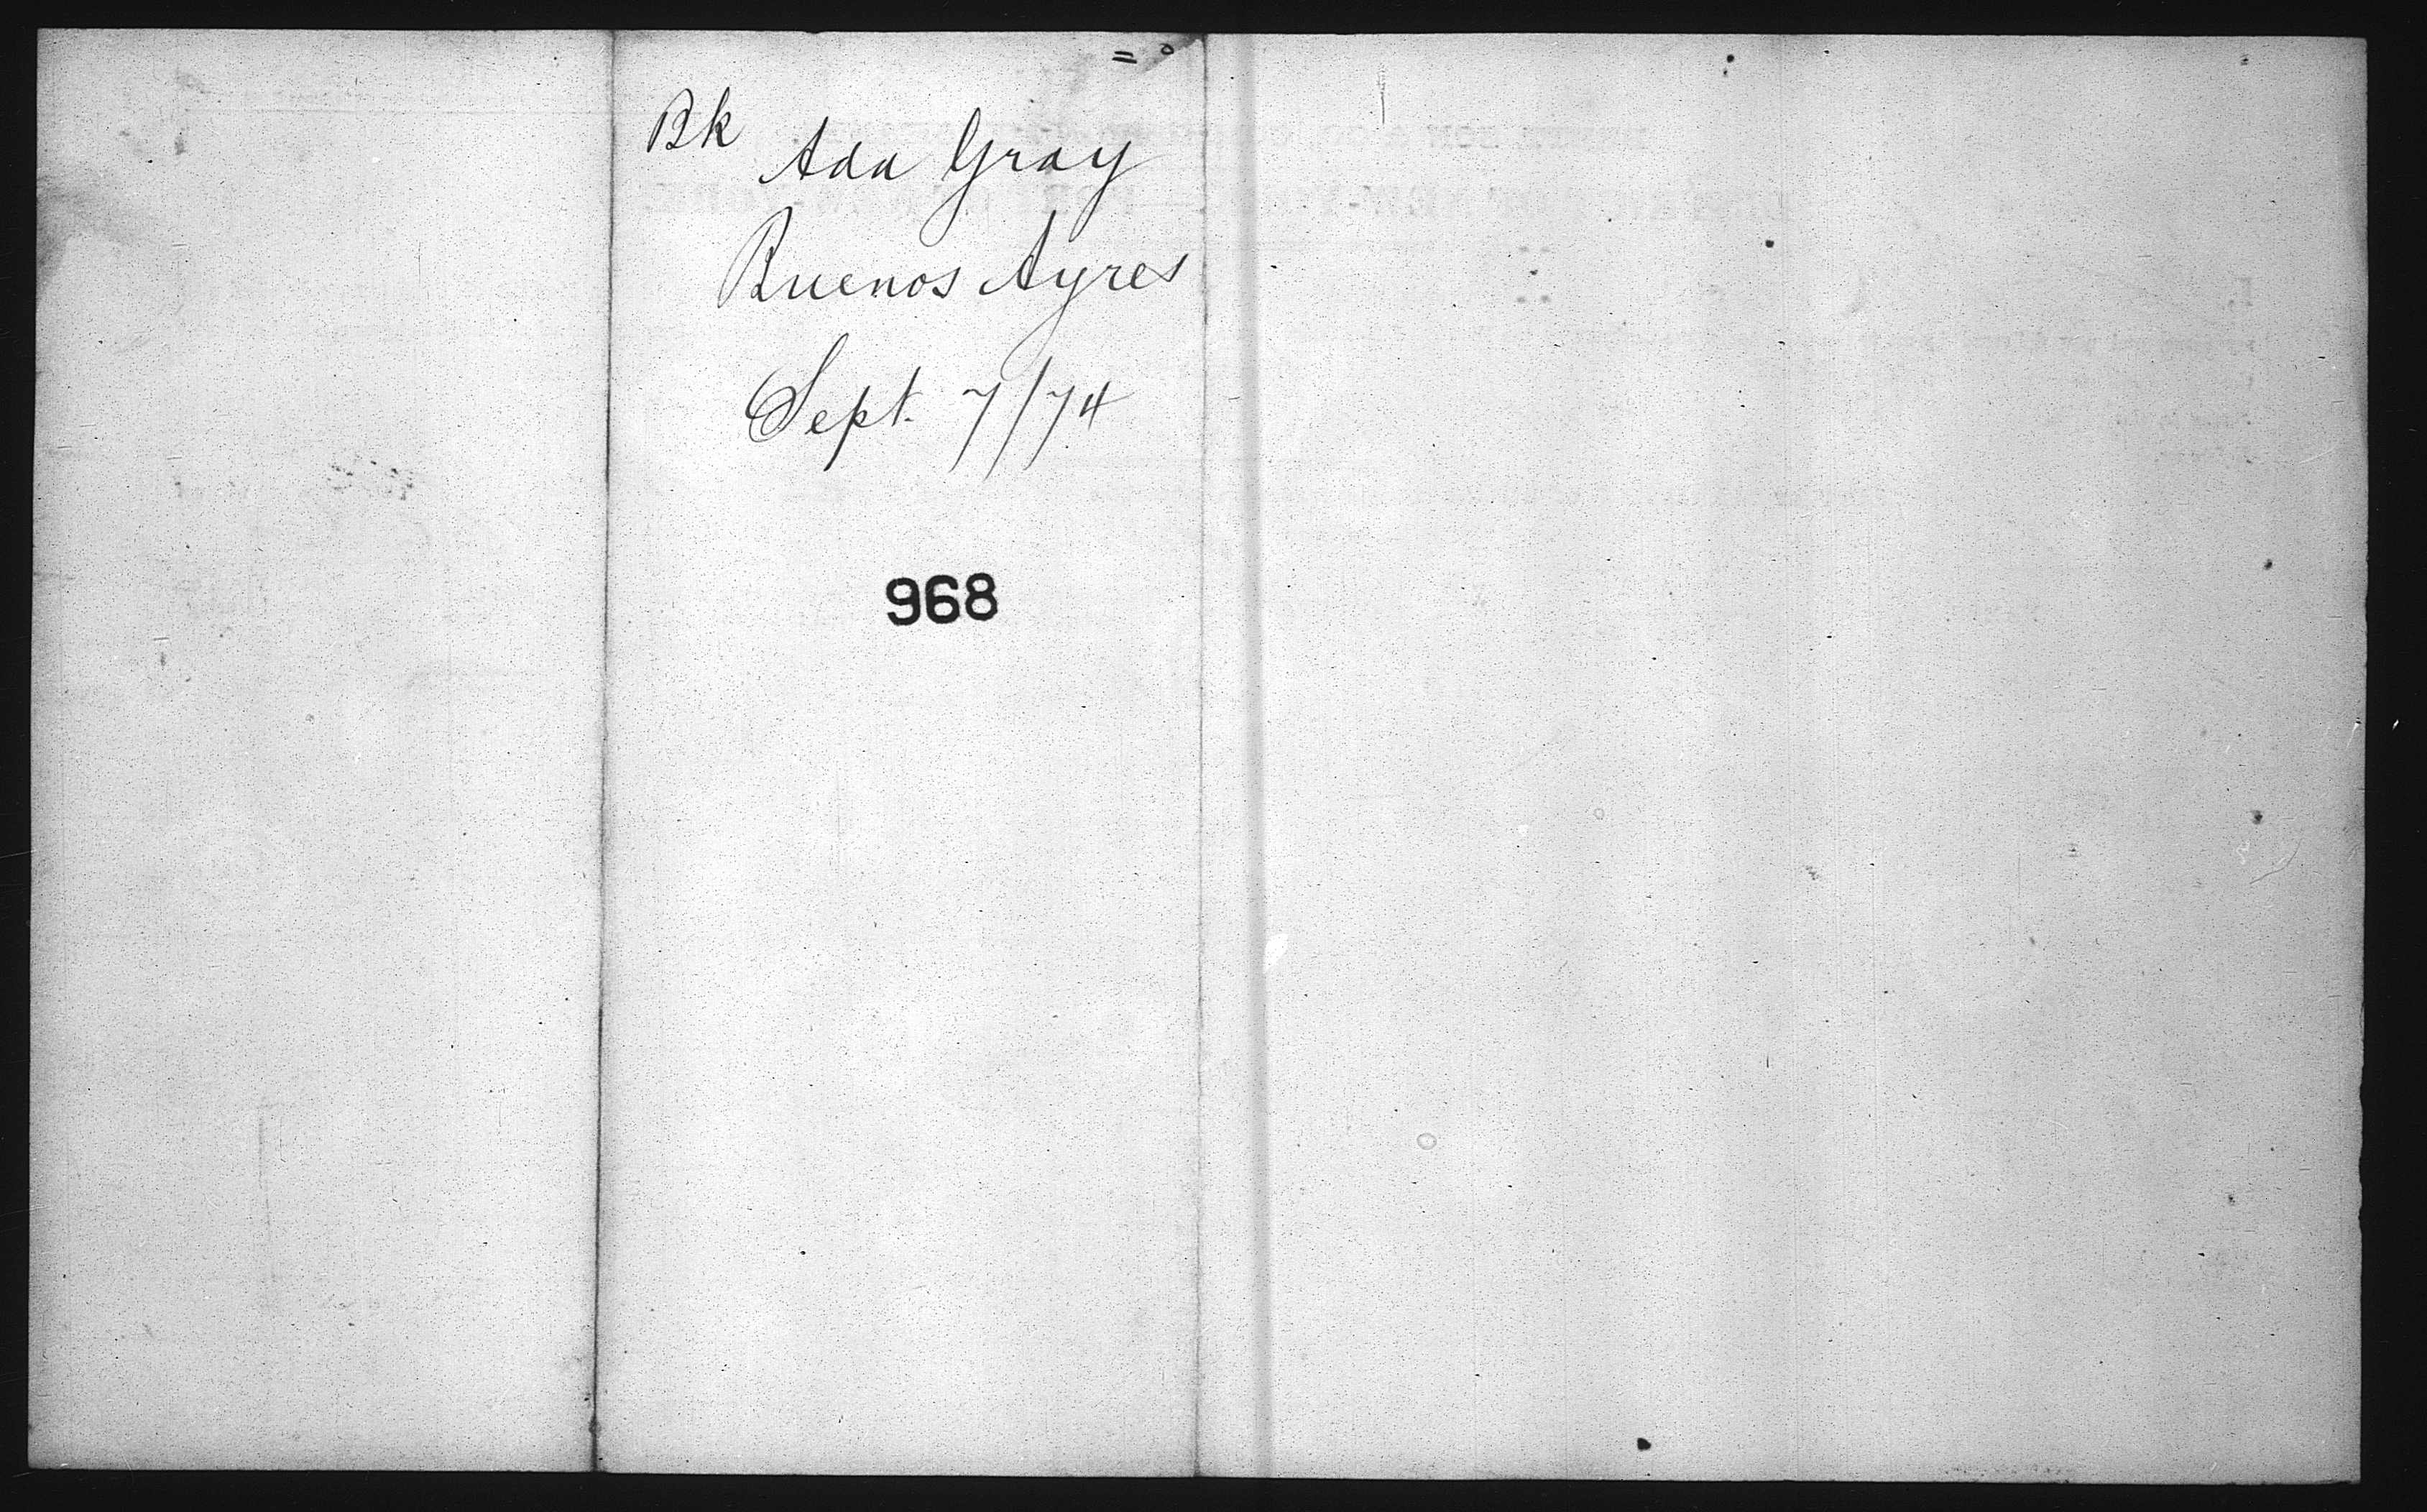 Bk Ada Gray
Buenos Ayres
Sept. 7/74
968